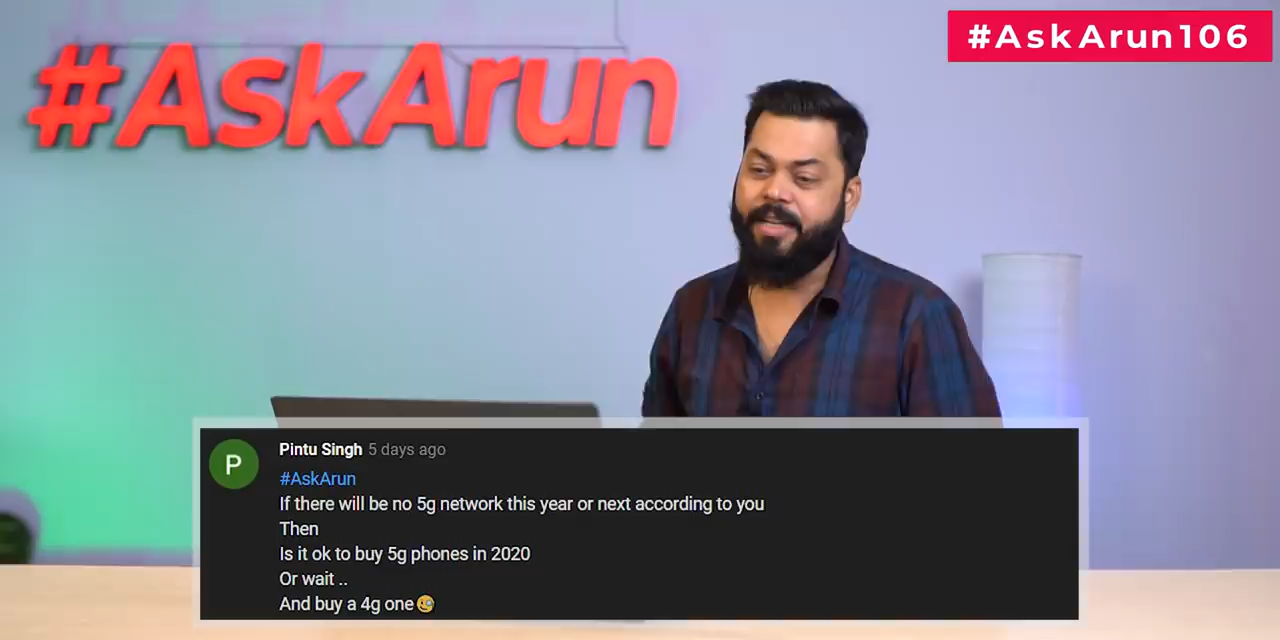 #AskArun
#AskArun106
Pintu Singh 5 days ago
#AskArun
If there will be no 5g network this year or next according to you
Then
Is it ok to buy 5g phones in 2020
Or wait ..
And buy a 4g one🧐
P